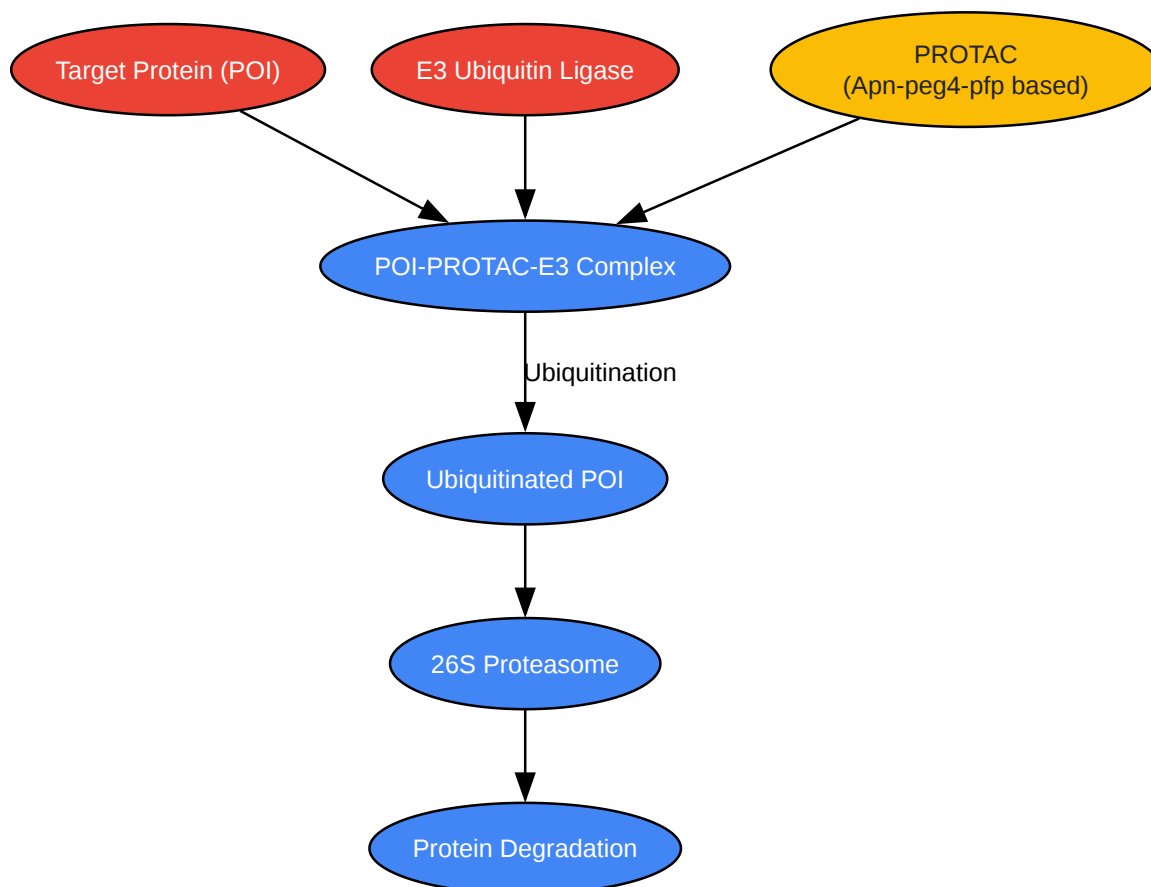 Target Protein (POI)
E3 Ubiquitin Ligase
PROTAC
(Apn-peg4-pfp based)
POI-PROTAC-E3 Complex
Ubiquitination
Ubiquitinated POI
26S Proteasome
Protein Degradation